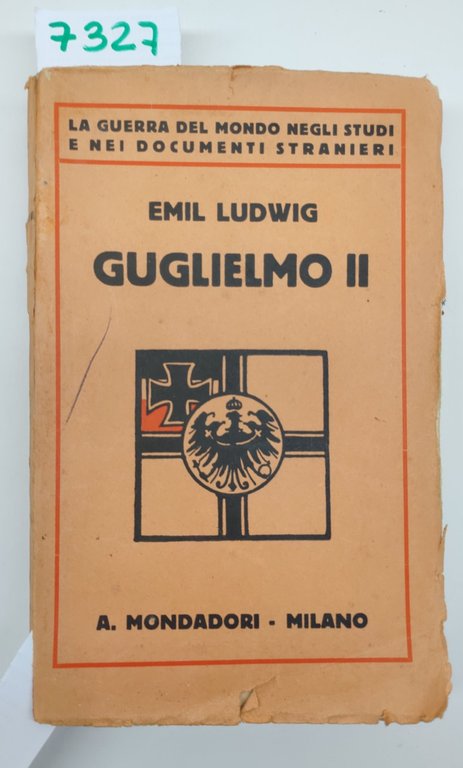 7327
LA GUERRA DEL MONDO NEGLI STUDI
E NEI DOCUMENTI STRANIERI
EMIL LUDWIG
GUGLIELMO II
A. MONDADORI - MILANO